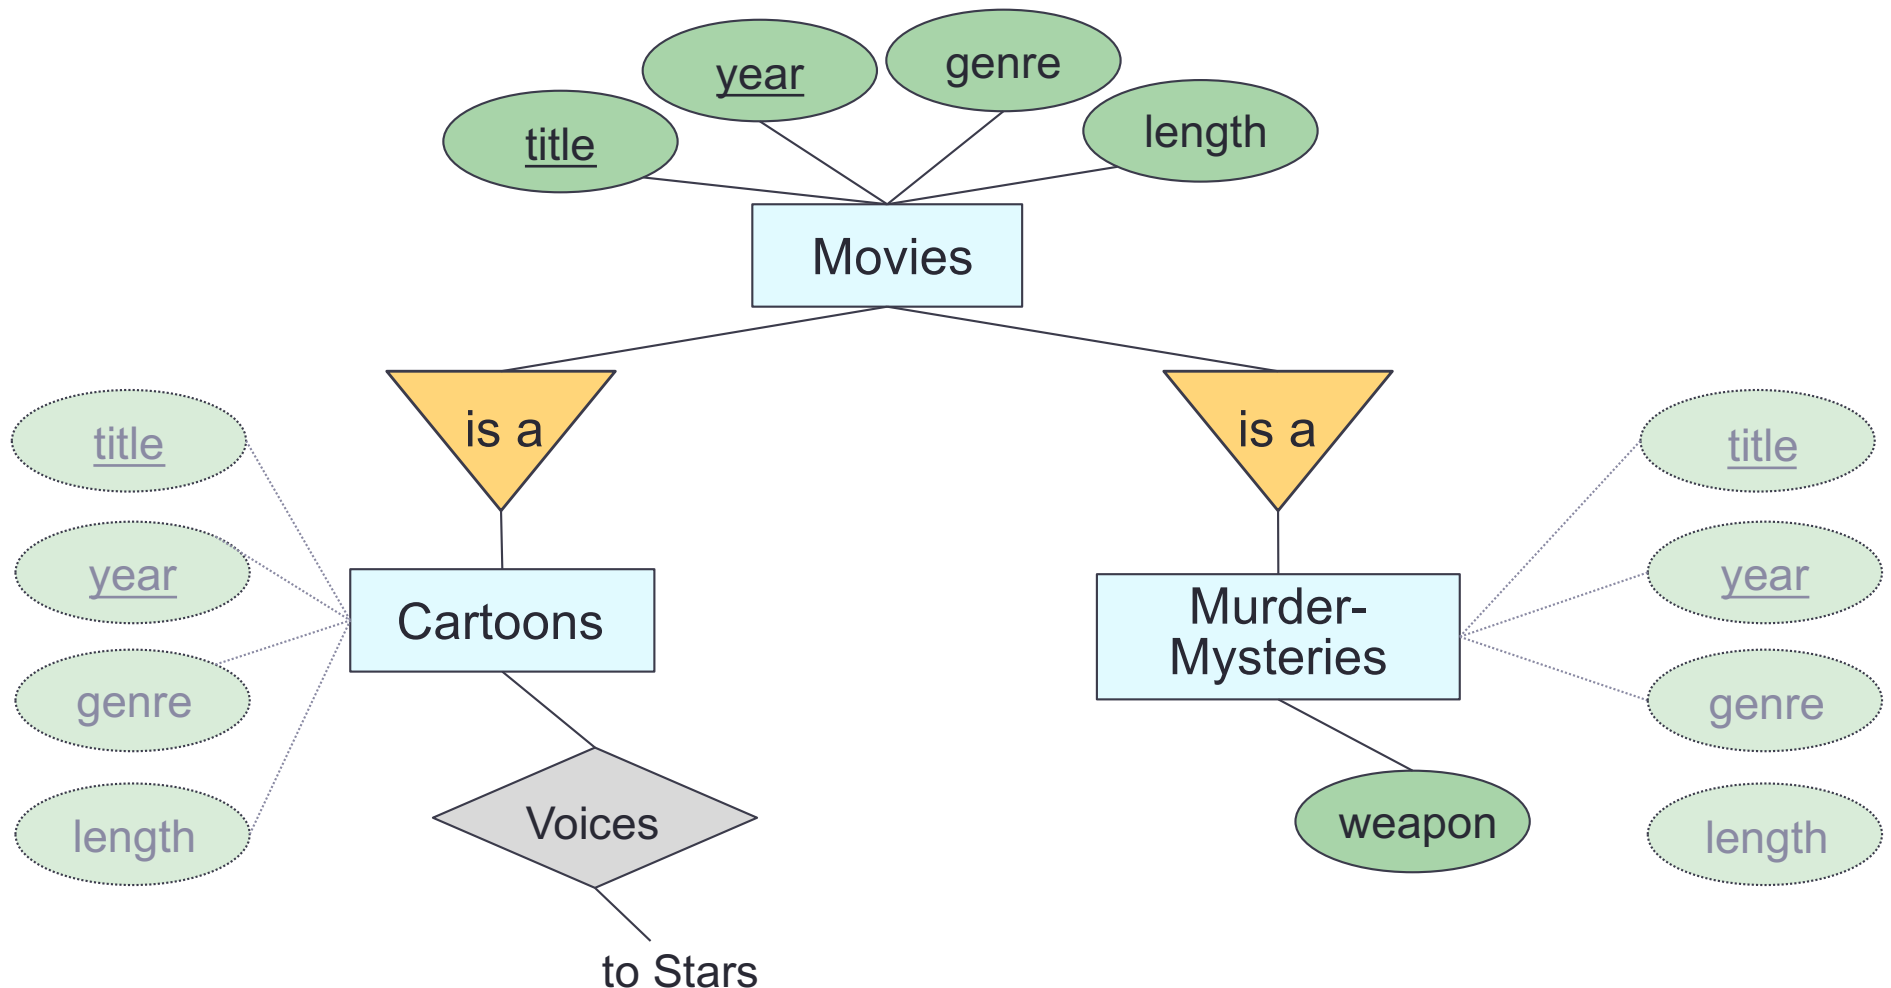 year
genre
title
length
Movies
is a
is a
title
title
year
year
Cartoons
Murder-
Mysteries
genre
genre
Voices
weapon
length
length
to Stars